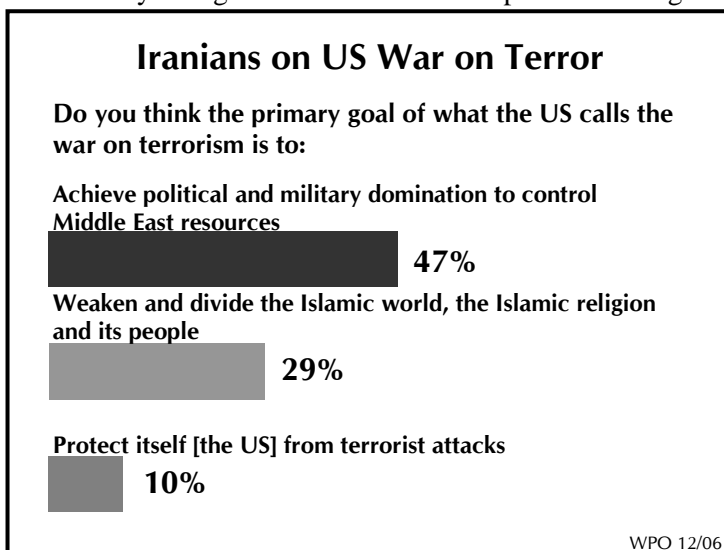 Iranians on US War on Terror
Do you think the primary goal of what the US calls the
war on terrorism is to:
Achieve political and military domination to control
Middle East resources
47%
Weaken and divide the Islamic world, the Islamic religion
and its people
29%
Protect itself [the US] from terrorist attacks
10%
WPO 12/06